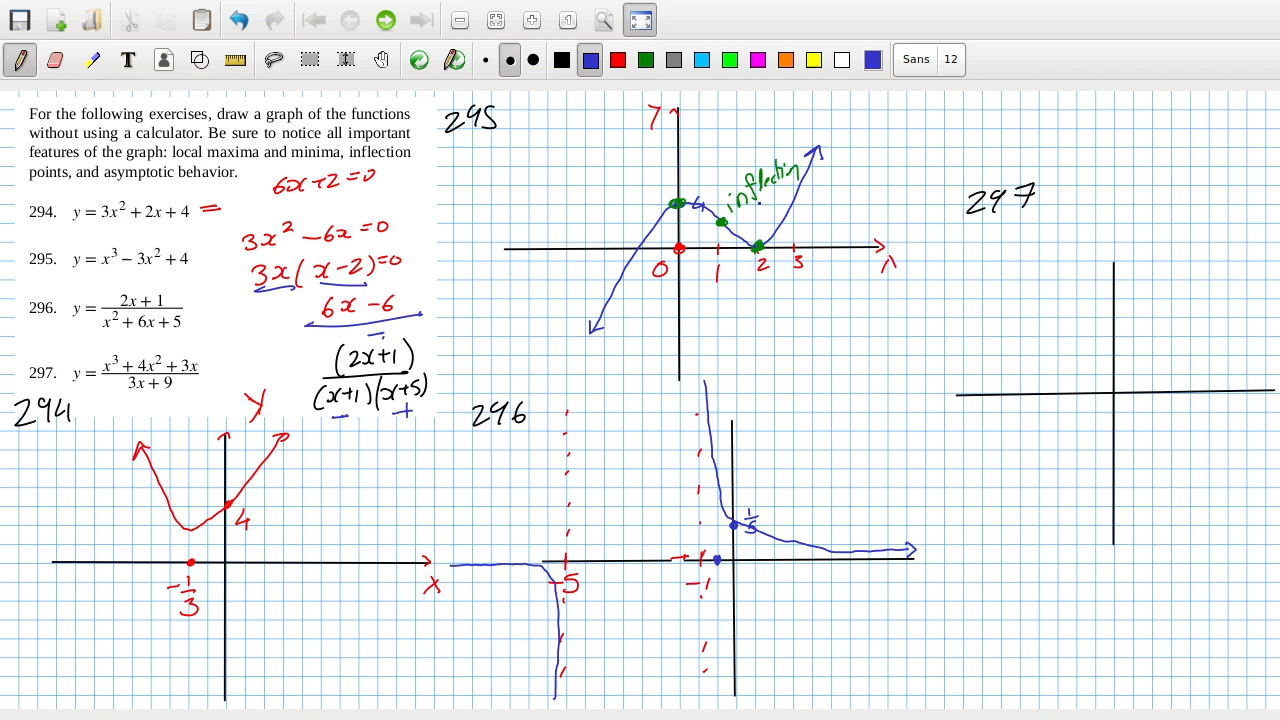 Sans 12
For the following exercises, draw a graph of the functions
without using a calculator. Be sure to notice all important
features of the graph: local maxima and minima, inflection
points, and asymptotic behavior.
6x+2=0
294. y = 3x² + 2x + 4 =
3x² −6x=0
295. y = x³ − 3x² + 4
3x(x−2)=0
296. y = (2x + 1)/(x² + 6x + 5)
6x −6
−
(2x+1)/(x+1)(x+5)
− +
297. y = (x³ + 4x² + 3x)/(3x + 9)
294
y
4
−1/3
x
295
4
inflection
0 1 2 3
296
1/5
−5 −1
297